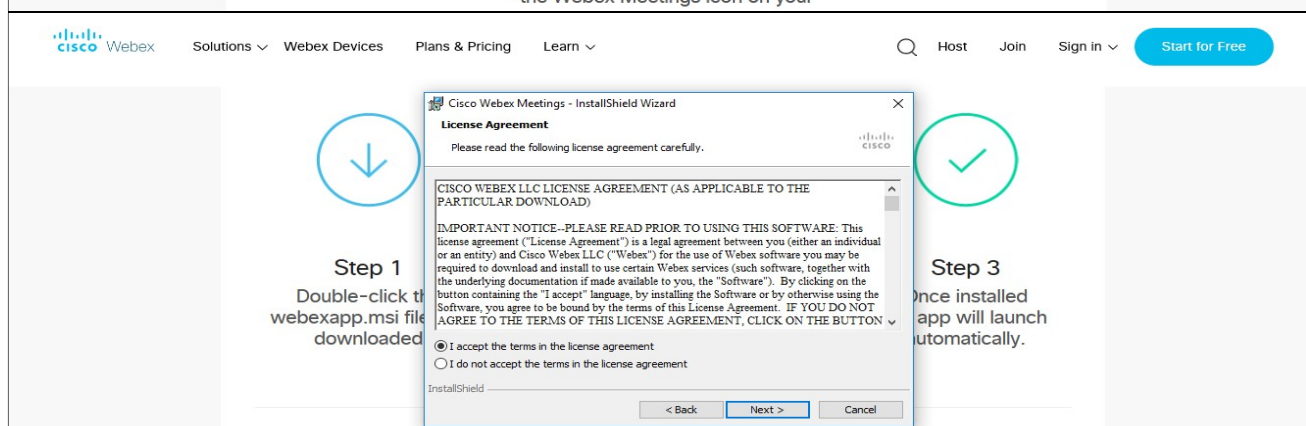 the Webex Meetings icon on your
CISCO Webex Solutions Webex Devices Plans & Pricing Learn Host Join Sign in Start for Free
Cisco Webex Meetings - InstallShield Wizard
License Agreement
Please read the following license agreement carefully.
CISCO
CISCO WEBEX LLC LICENSE AGREEMENT (AS APPLICABLE TO THE
PARTICULAR DOWNLOAD)
IMPORTANT NOTICE--PLEASE READ PRIOR TO USING THIS SOFTWARE: This
license agreement ("License Agreement") is a legal agreement between you (either an individual
or an entity) and Cisco Webex LLC ("Webex") for the use of Webex software you may be
required to download and install to use certain Webex services (such software, together with
the underlying documentation if made available to you, the "Software"). By clicking on the
button containing the "I accept" language, by installing the Software or by otherwise using the
Software, you agree to be bound by the terms of this License Agreement. IF YOU DO NOT
AGREE TO THE TERMS OF THIS LICENSE AGREEMENT, CLICK ON THE BUTTON
I accept the terms in the license agreement
I do not accept the terms in the license agreement
InstallShield
< Back Next > Cancel
Step 1
Double-click
webexapp.msi
downloaded
Step 3
installed
app will launch
automatically.